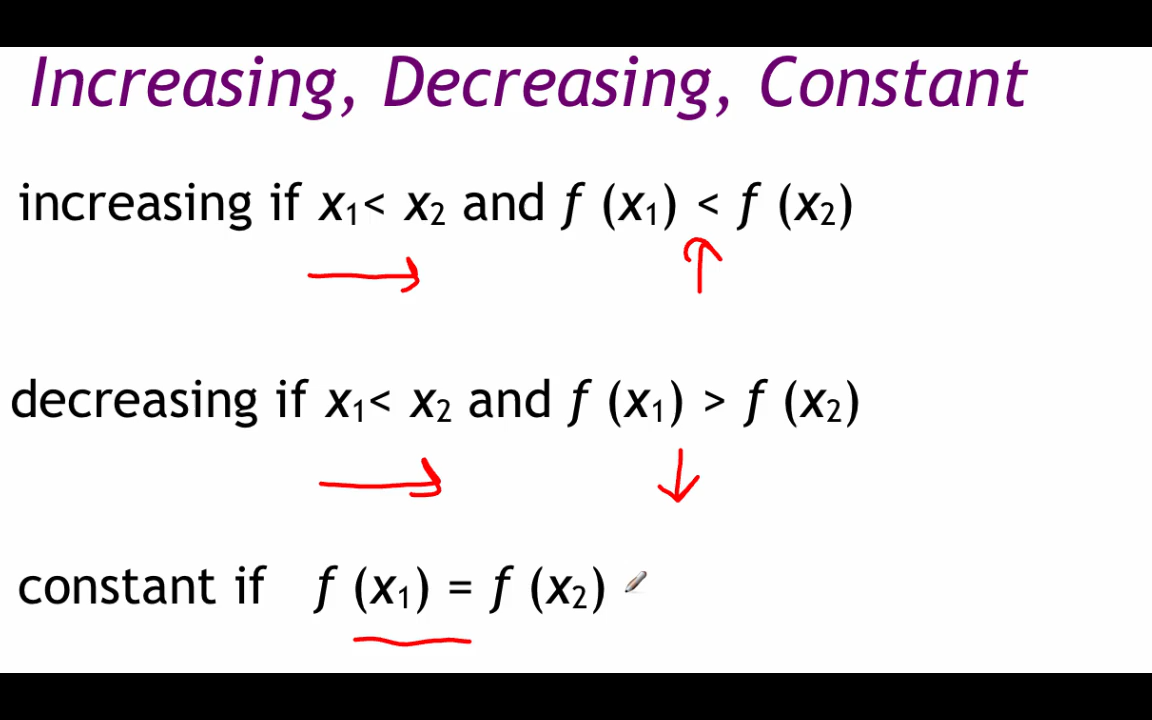 Increasing, Decreasing, Constant
increasing if x₁< x₂ and f (x₁) < f (x₂)
decreasing if x₁< x₂ and f (x₁) > f (x₂)
constant if f (x₁) = f (x₂)